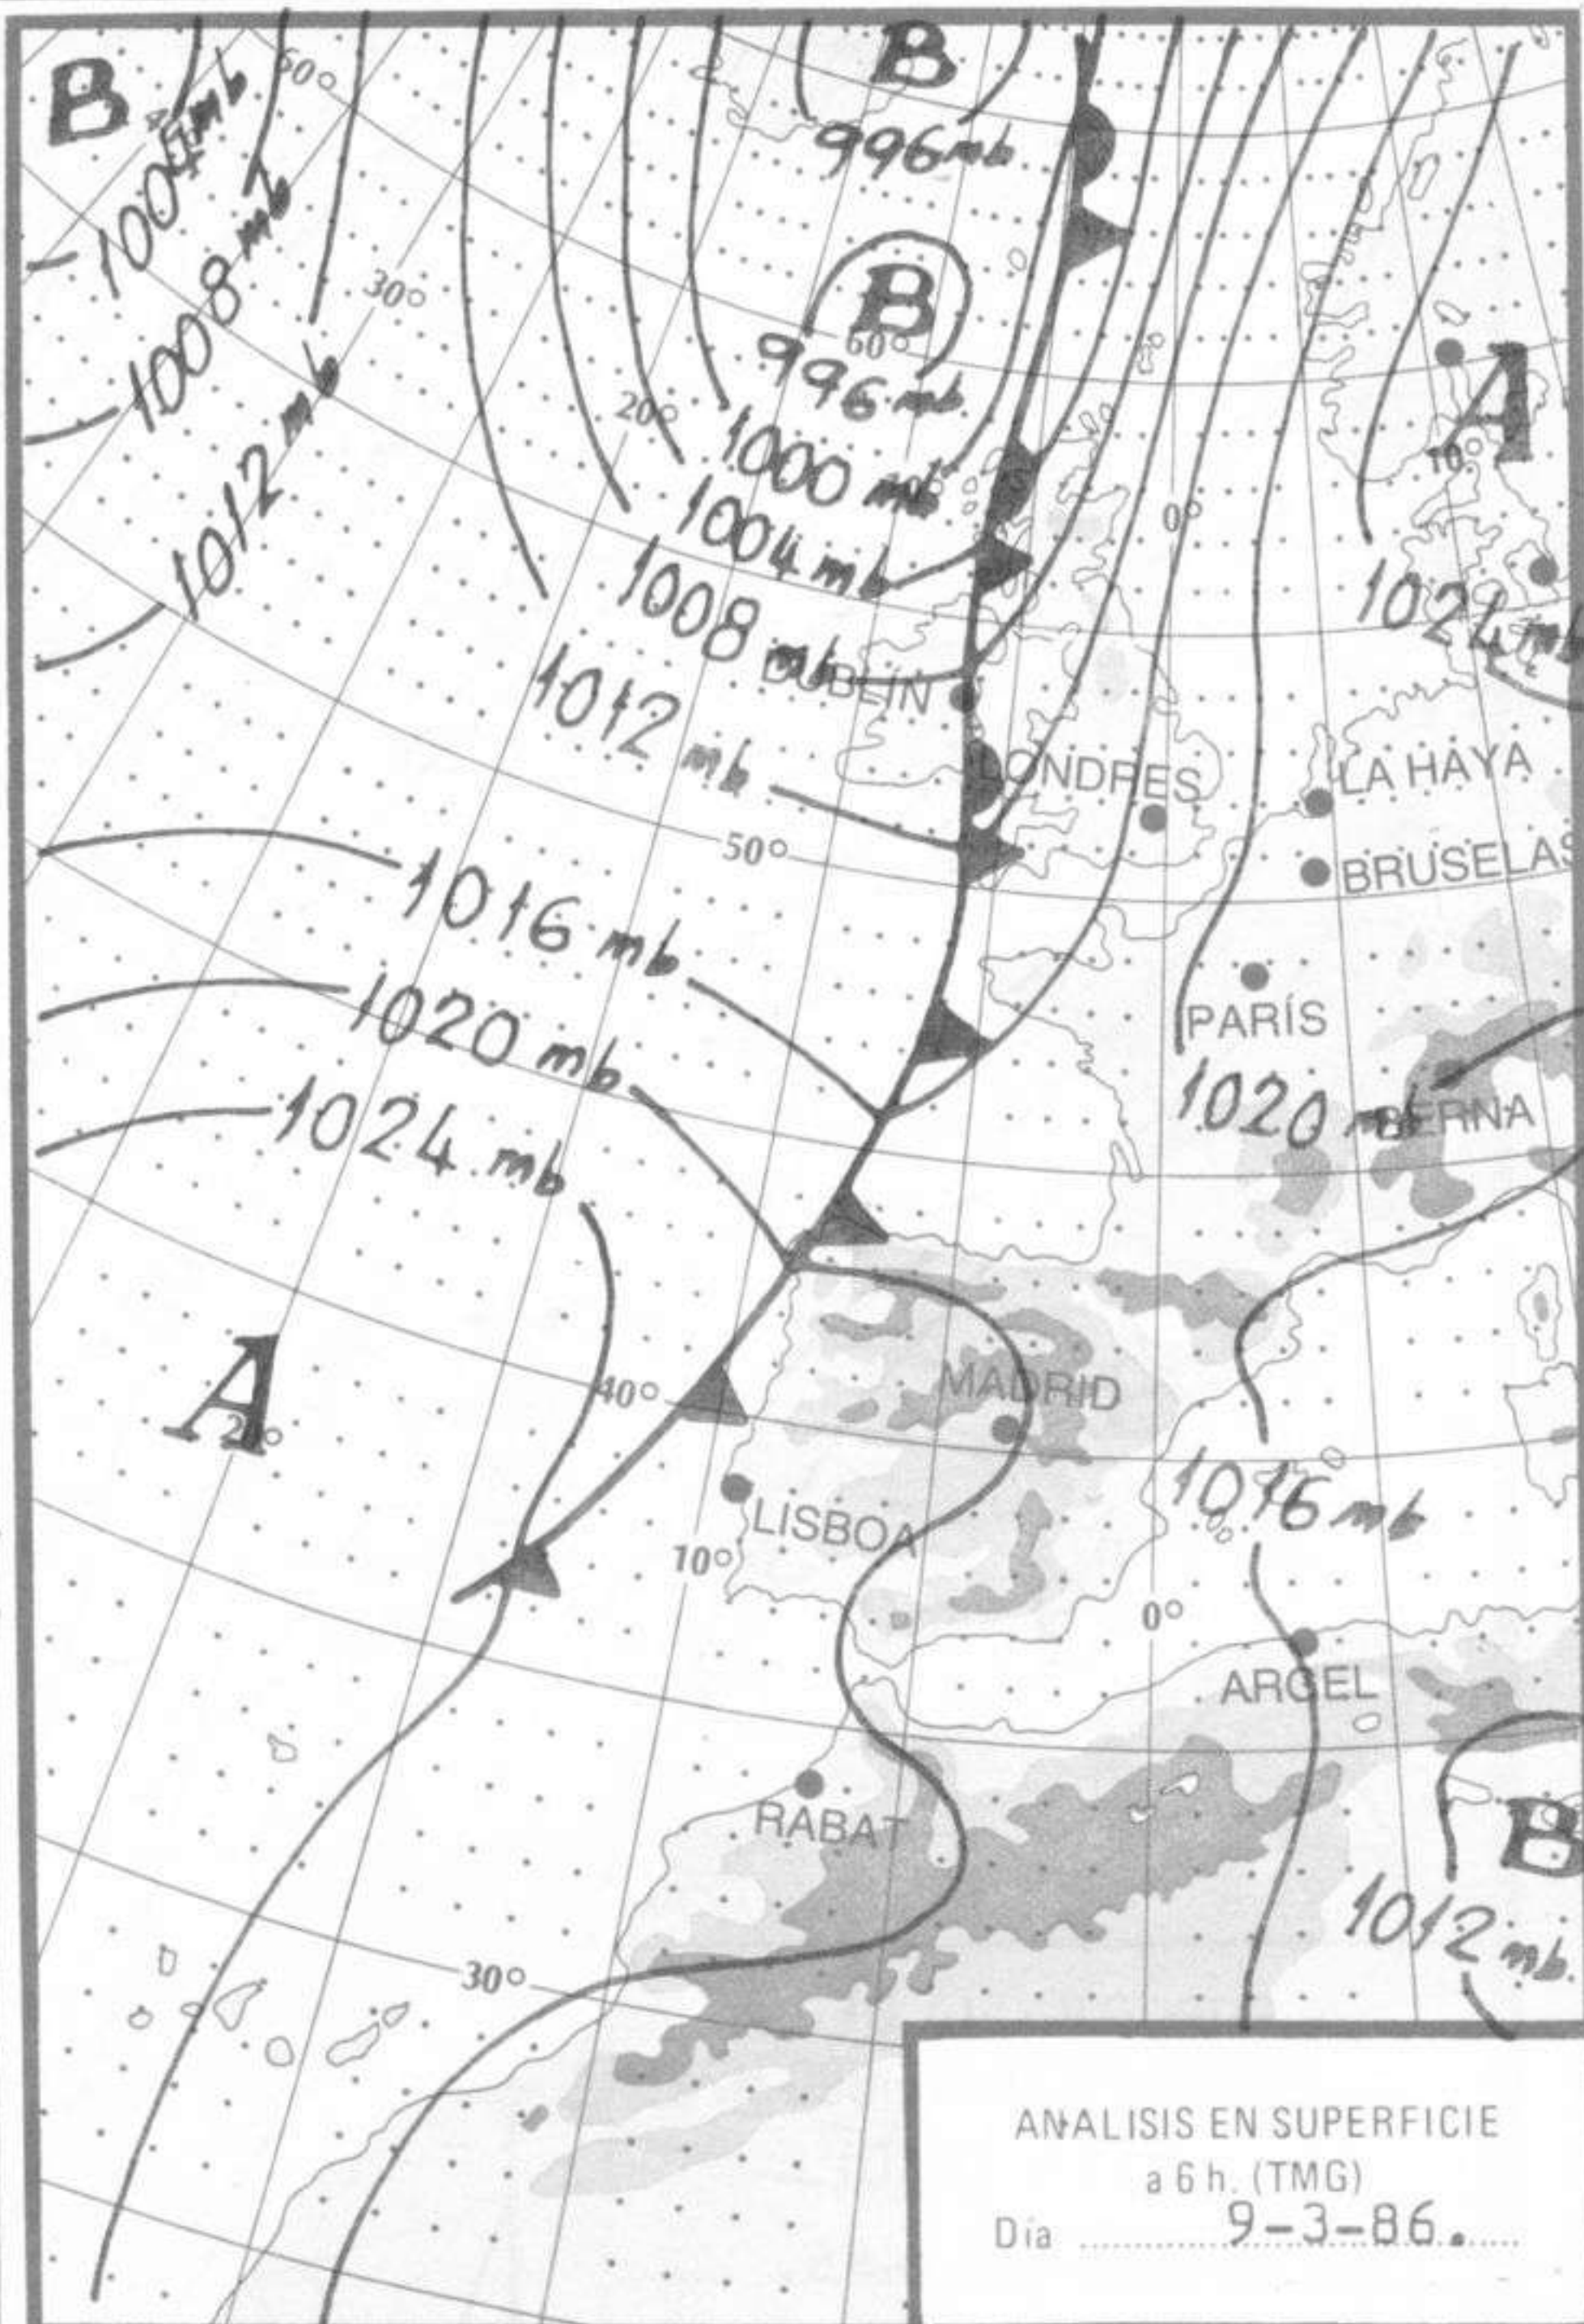 B
B
60°
1004 mb
996 mb
1008 mb
30°
B
60°
996 mb.
1012 mb
20°
A
10°
1000 mb
0°
1004 mb
1008 mb
1024 mb
DUBLÍN
1012 mb
LONDRES
LA HAYA
50°
BRUSELAS
1016 mb
PARÍS
1020 mb
1020 mb
BERNA
1024 mb
A
20°
40°
MADRID
1016 mb
LISBOA
10°
0°
ARGEL
RABAT
B
1012 mb.
30°
ANALISIS EN SUPERFICIE
a 6 h. (TMG)
Día 9-3-86.